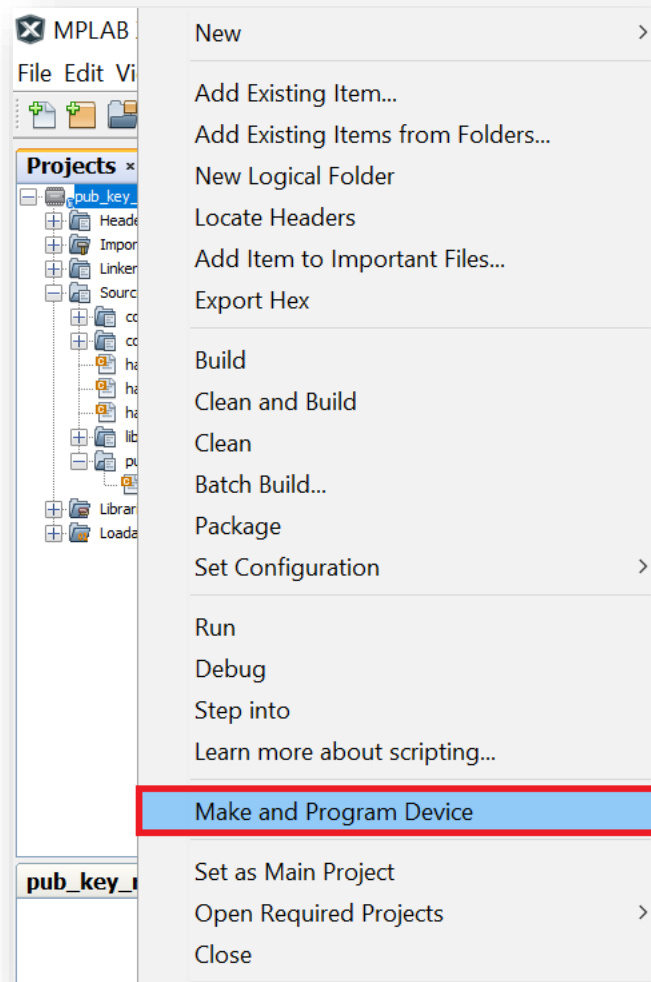 MPLAB
File Edit Vi
Projects ×
pub_key_
Heade
Impor
Linker
Sourc
co
co
ha
ha
ha
lib
pu
Librar
Loada
pub_key_r
New
Add Existing Item...
Add Existing Items from Folders...
New Logical Folder
Locate Headers
Add Item to Important Files...
Export Hex
Build
Clean and Build
Clean
Batch Build...
Package
Set Configuration
Run
Debug
Step into
Learn more about scripting...
Make and Program Device
Set as Main Project
Open Required Projects
Close